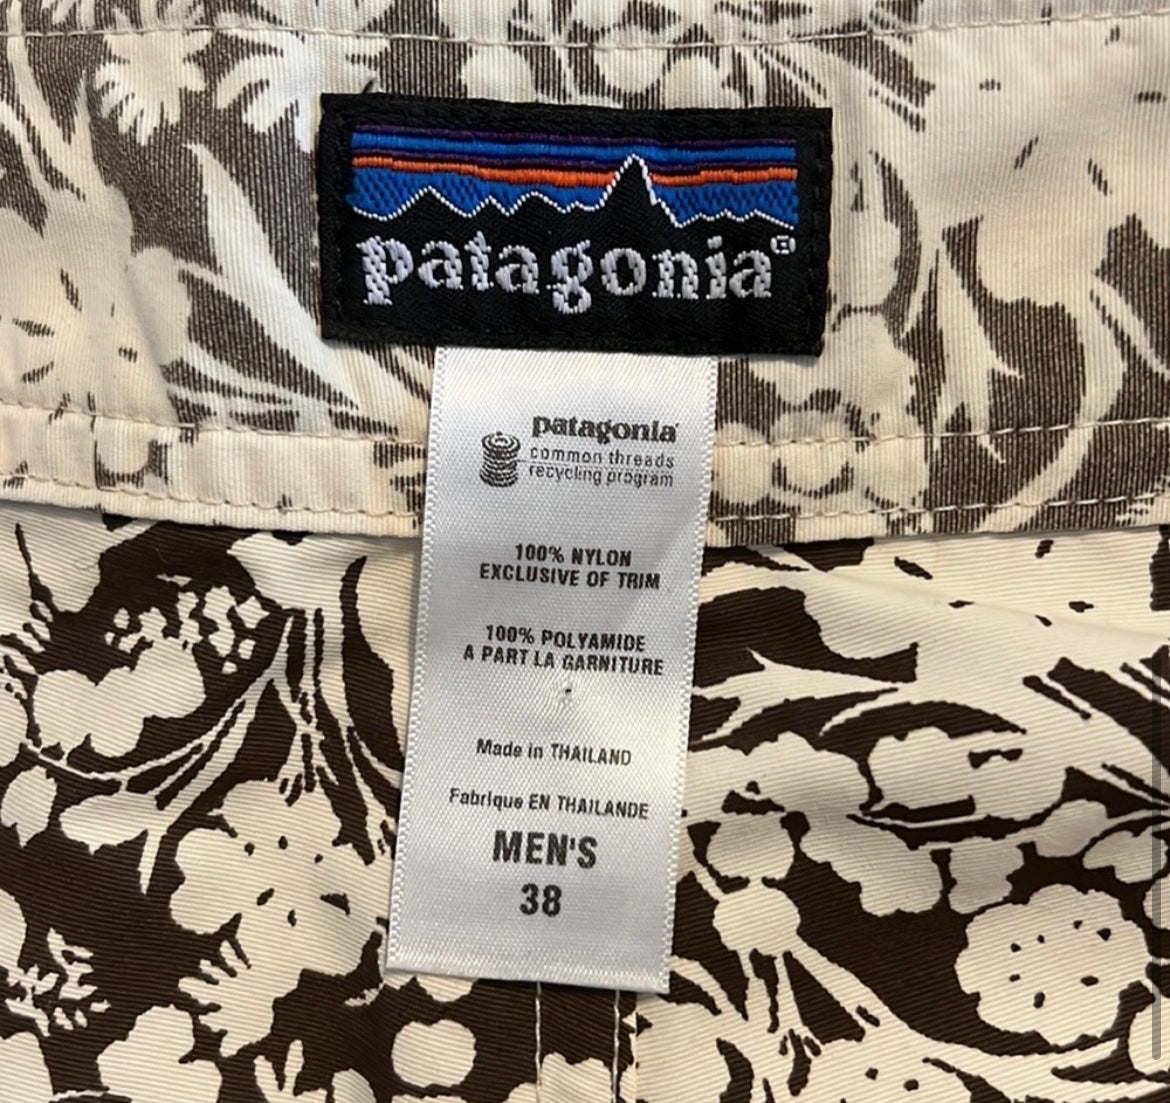 patagonia®
patagonia
common threads
recycling program
100% NYLON
EXCLUSIVE OF TRIM
100% POLYAMIDE
A PART LA GARNITURE
Made in THAILAND
Fabrique EN THAILANDE
MEN'S
38